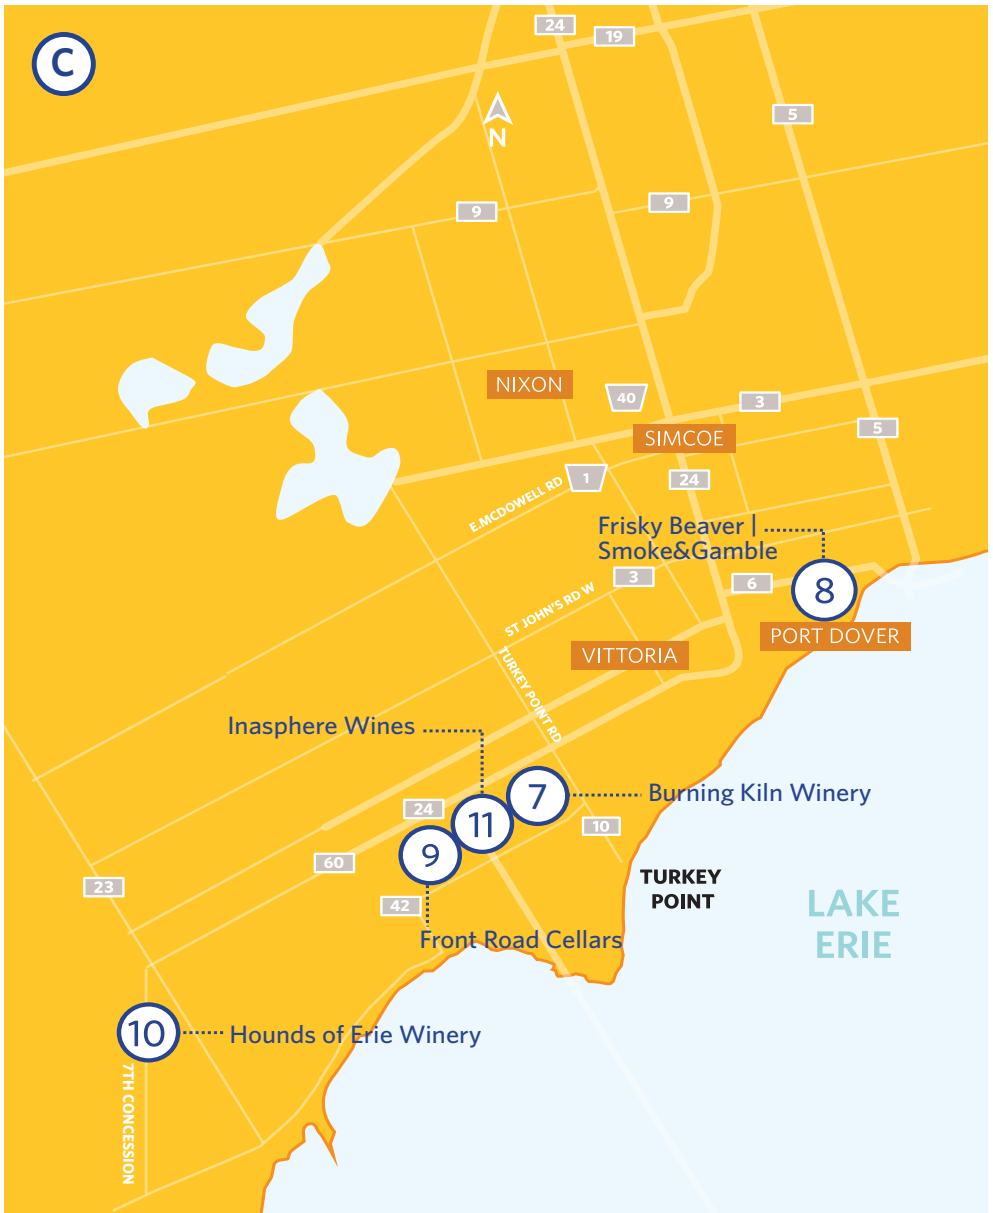 24
19
C
5
N
9
9
NIXON
40
3
SIMCOE
5
1
24
E.MCDOWELL RD
Frisky Beaver |
Smoke&Gamble
3
6
8
ST JOHN'S RD W
PORT DOVER
VITTORIA
TURKEY POINT RD
Inasphere Wines
7
Burning Kiln Winery
24
11
10
9
60
TURKEY
POINT
23
42
LAKE
ERIE
Front Road Cellars
10
Hounds of Erie Winery
7TH CONCESSION